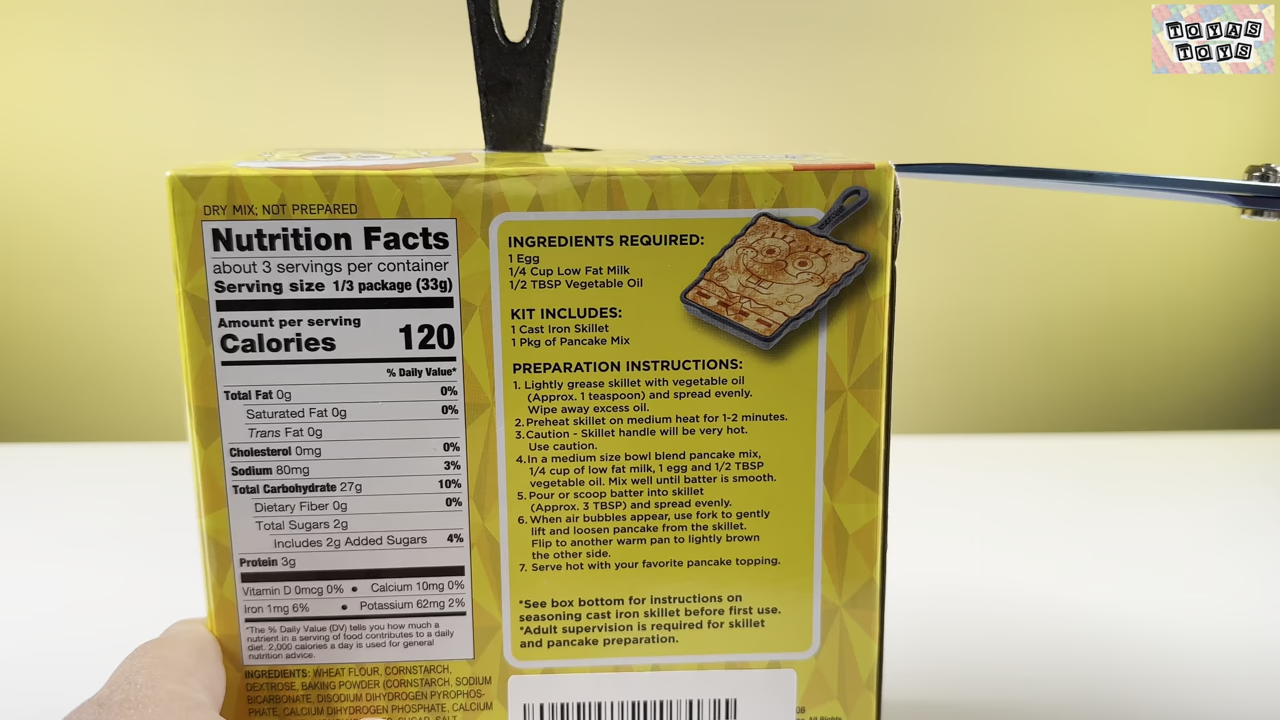 TOYAS
TOYS
DRY MIX; NOT PREPARED
Nutrition Facts
about 3 servings per container
Serving size 1/3 package (33g)
Amount per serving
Calories 120
% Daily Value*
Total Fat 0g 0%
Saturated Fat 0g 0%
Trans Fat 0g
Cholesterol 0mg 0%
Sodium 80mg 3%
Total Carbohydrate 27g 10%
Dietary Fiber 0g 0%
Total Sugars 2g
Includes 2g Added Sugars 4%
Protein 3g
Vitamin D 0mcg 0% • Calcium 10mg 0%
Iron 1mg 6% • Potassium 62mg 2%
*The % Daily Value (DV) tells you how much a
nutrient in a serving of food contributes to a daily
diet. 2,000 calories a day is used for general
nutrition advice.
INGREDIENTS: WHEAT FLOUR, CORNSTARCH,
DEXTROSE, BAKING POWDER (CORNSTARCH, SODIUM
BICARBONATE, DISODIUM DIHYDROGEN PYROPHOS-
PHATE, CALCIUM DIHYDROGEN PHOSPHATE, CALCIUM
SUGAR, SALT
INGREDIENTS REQUIRED:
1 Egg
1/4 Cup Low Fat Milk
1/2 TBSP Vegetable Oil
KIT INCLUDES:
1 Cast Iron Skillet
1 Pkg of Pancake Mix
PREPARATION INSTRUCTIONS:
1. Lightly grease skillet with vegetable oil
(Approx. 1 teaspoon) and spread evenly.
Wipe away excess oil.
2. Preheat skillet on medium heat for 1-2 minutes.
3. Caution - Skillet handle will be very hot.
Use caution.
4. In a medium size bowl blend pancake mix,
1/4 cup of low fat milk, 1 egg and 1/2 TBSP
vegetable oil. Mix well until batter is smooth.
5. Pour or scoop batter into skillet
(Approx. 3 TBSP) and spread evenly.
6. When air bubbles appear, use fork to gently
lift and loosen pancake from the skillet.
Flip to another warm pan to lightly brown
the other side.
7. Serve hot with your favorite pancake topping.
*See box bottom for instructions on
seasoning cast iron skillet before first use.
*Adult supervision is required for skillet
and pancake preparation.